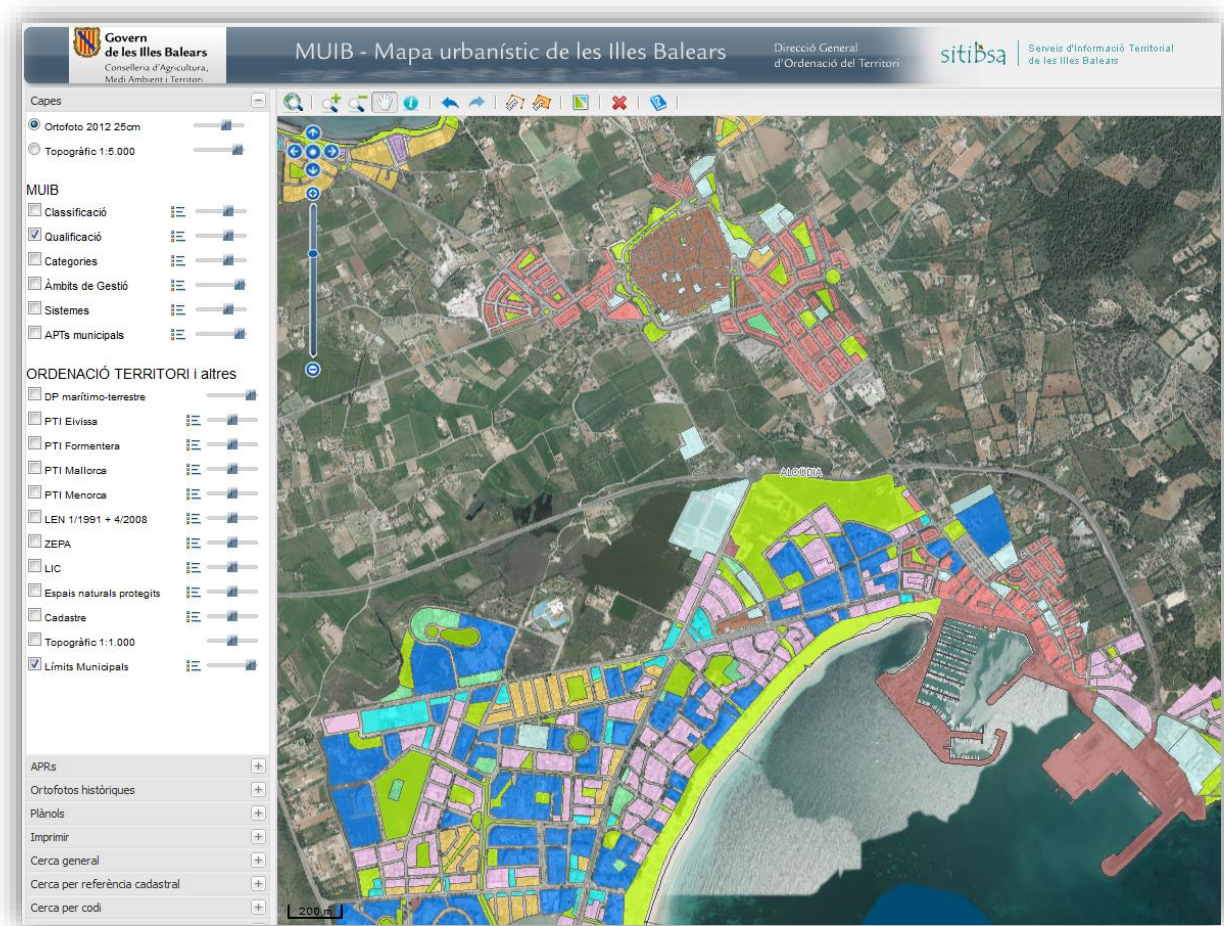 Govern
de les Illes Balears
Conselleria d'Agricultura,
Medi Ambient i Territori
MUIB - Mapa urbanístic de les Illes Balears
Direcció General
d'Ordenació del Territori
sitibsa
Serveis d'Informació Territorial
de les Illes Balears
Capes
Ortofoto 2012 25cm
Topogràfic 1:5.000
MUIB
Classificació
Qualificació
Categories
Àmbits de Gestió
Sistemes
APTs municipals
ORDENACIÓ TERRITORI i altres
DP marítimo-terrestre
PTI Eivissa
PTI Formentera
PTI Mallorca
PTI Menorca
LEN 1/1991 + 4/2008
ZEPA
LIC
Espais naturals protegits
Cadastre
Topogràfic 1:1.000
Límits Municipals
APRs
Ortofotos històriques
Plànols
Imprimir
Cerca general
Cerca per referència cadastral
Cerca per codi
ALCÚDIA
200 m